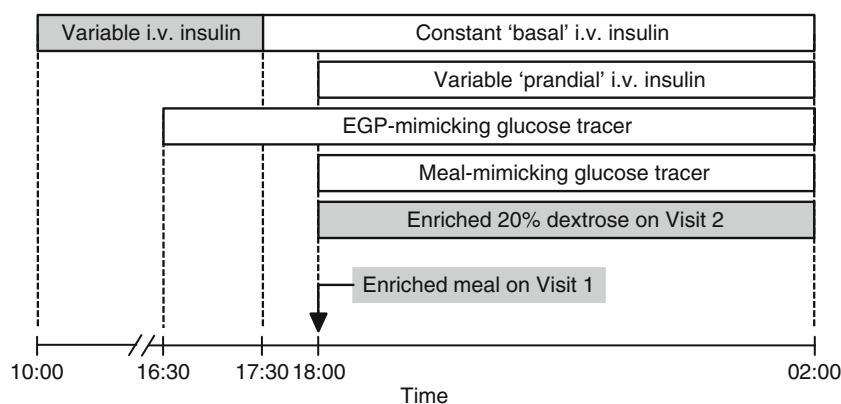 Variable i.v. insulin Constant ‘basal’ i.v. insulin
Variable ‘prandial’ i.v. insulin
EGP-mimicking glucose tracer
Meal-mimicking glucose tracer
Enriched 20% dextrose on Visit 2
Enriched meal on Visit 1
10:00 16:30 17:30 18:00 02:00
Time